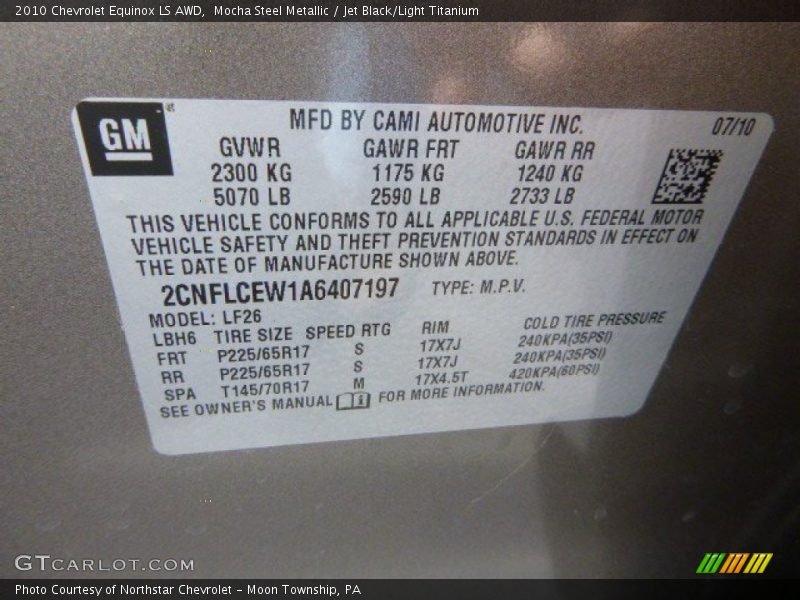 2010 Chevrolet Equinox LS AWD,  Mocha Steel Metallic / Jet Black/Light Titanium
GM®
MFD BY CAMI AUTOMOTIVE INC. 07/10
GVWR GAWR FRT GAWR RR
2300 KG 1175 KG 1240 KG
5070 LB 2590 LB 2733 LB
THIS VEHICLE CONFORMS TO ALL APPLICABLE U.S. FEDERAL MOTOR
VEHICLE SAFETY AND THEFT PREVENTION STANDARDS IN EFFECT ON
THE DATE OF MANUFACTURE SHOWN ABOVE.
2CNFLCEW1A6407197 TYPE: M.P.V.
MODEL: LF26
LBH6 TIRE SIZE SPEED RTG RIM COLD TIRE PRESSURE
FRT P225/65R17 S 17X7J 240KPA(35PSI)
RR P225/65R17 S 17X7J 240KPA(35PSI)
SPA T145/70R17 M 17X4.5T 420KPA(60PSI)
SEE OWNER'S MANUAL FOR MORE INFORMATION.
GTCARLOT.COM
Photo Courtesy of Northstar Chevrolet - Moon Township, PA